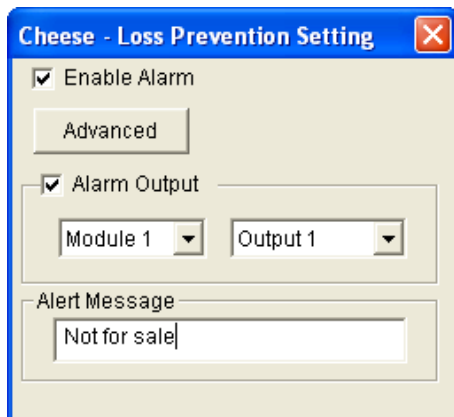 Cheese - Loss Prevention Setting
Enable Alarm
Advanced
Alarm Output
Module 1 Output 1
Alert Message
Not for sale